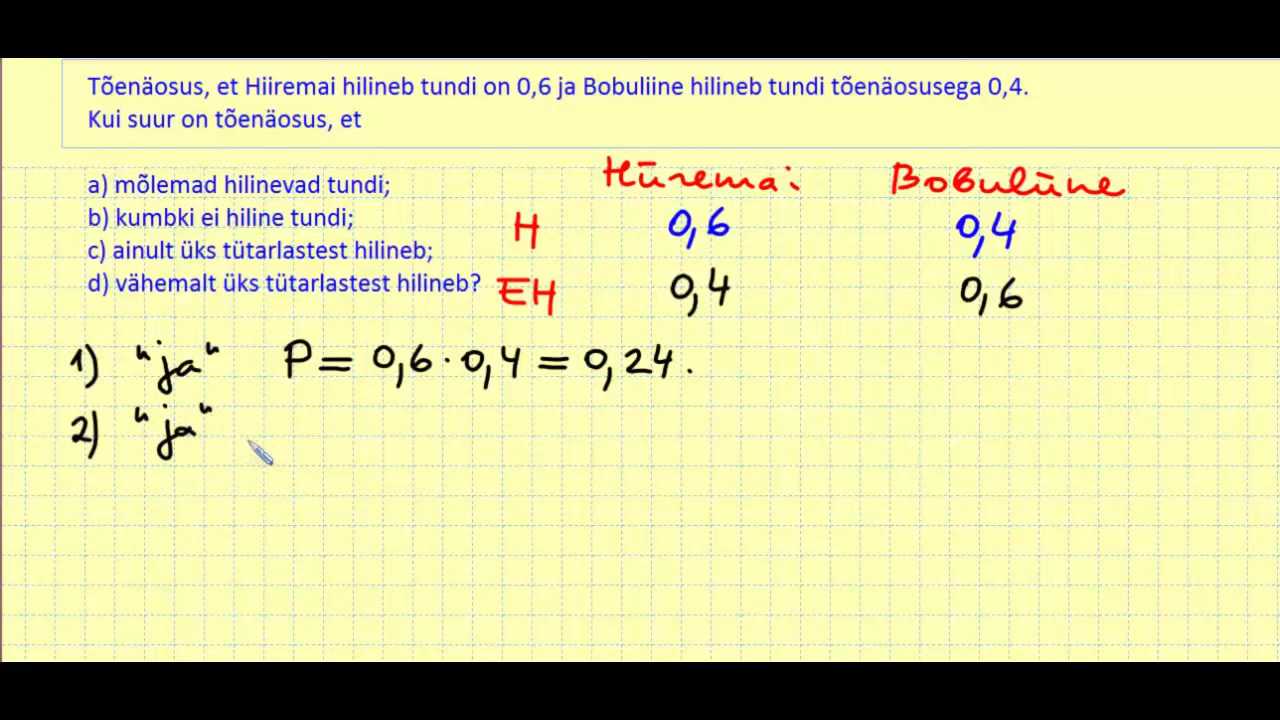 Tõenäosus, et Hiiremai hilineb tundi on 0,6 ja Bobuliine hilineb tundi tõenäosusega 0,4.
Kui suur on tõenäosus, et
a) mõlemad hilinevad tundi;
b) kumbki ei hiline tundi;
c) ainult üks tütarlastest hilineb;
d) vähemalt üks tütarlastest hilineb?
Hiiremai Bobuliine
H 0,6 0,4
EH 0,4 0,6
1) "ja" P = 0,6 · 0,4 = 0,24.
2) "ja"